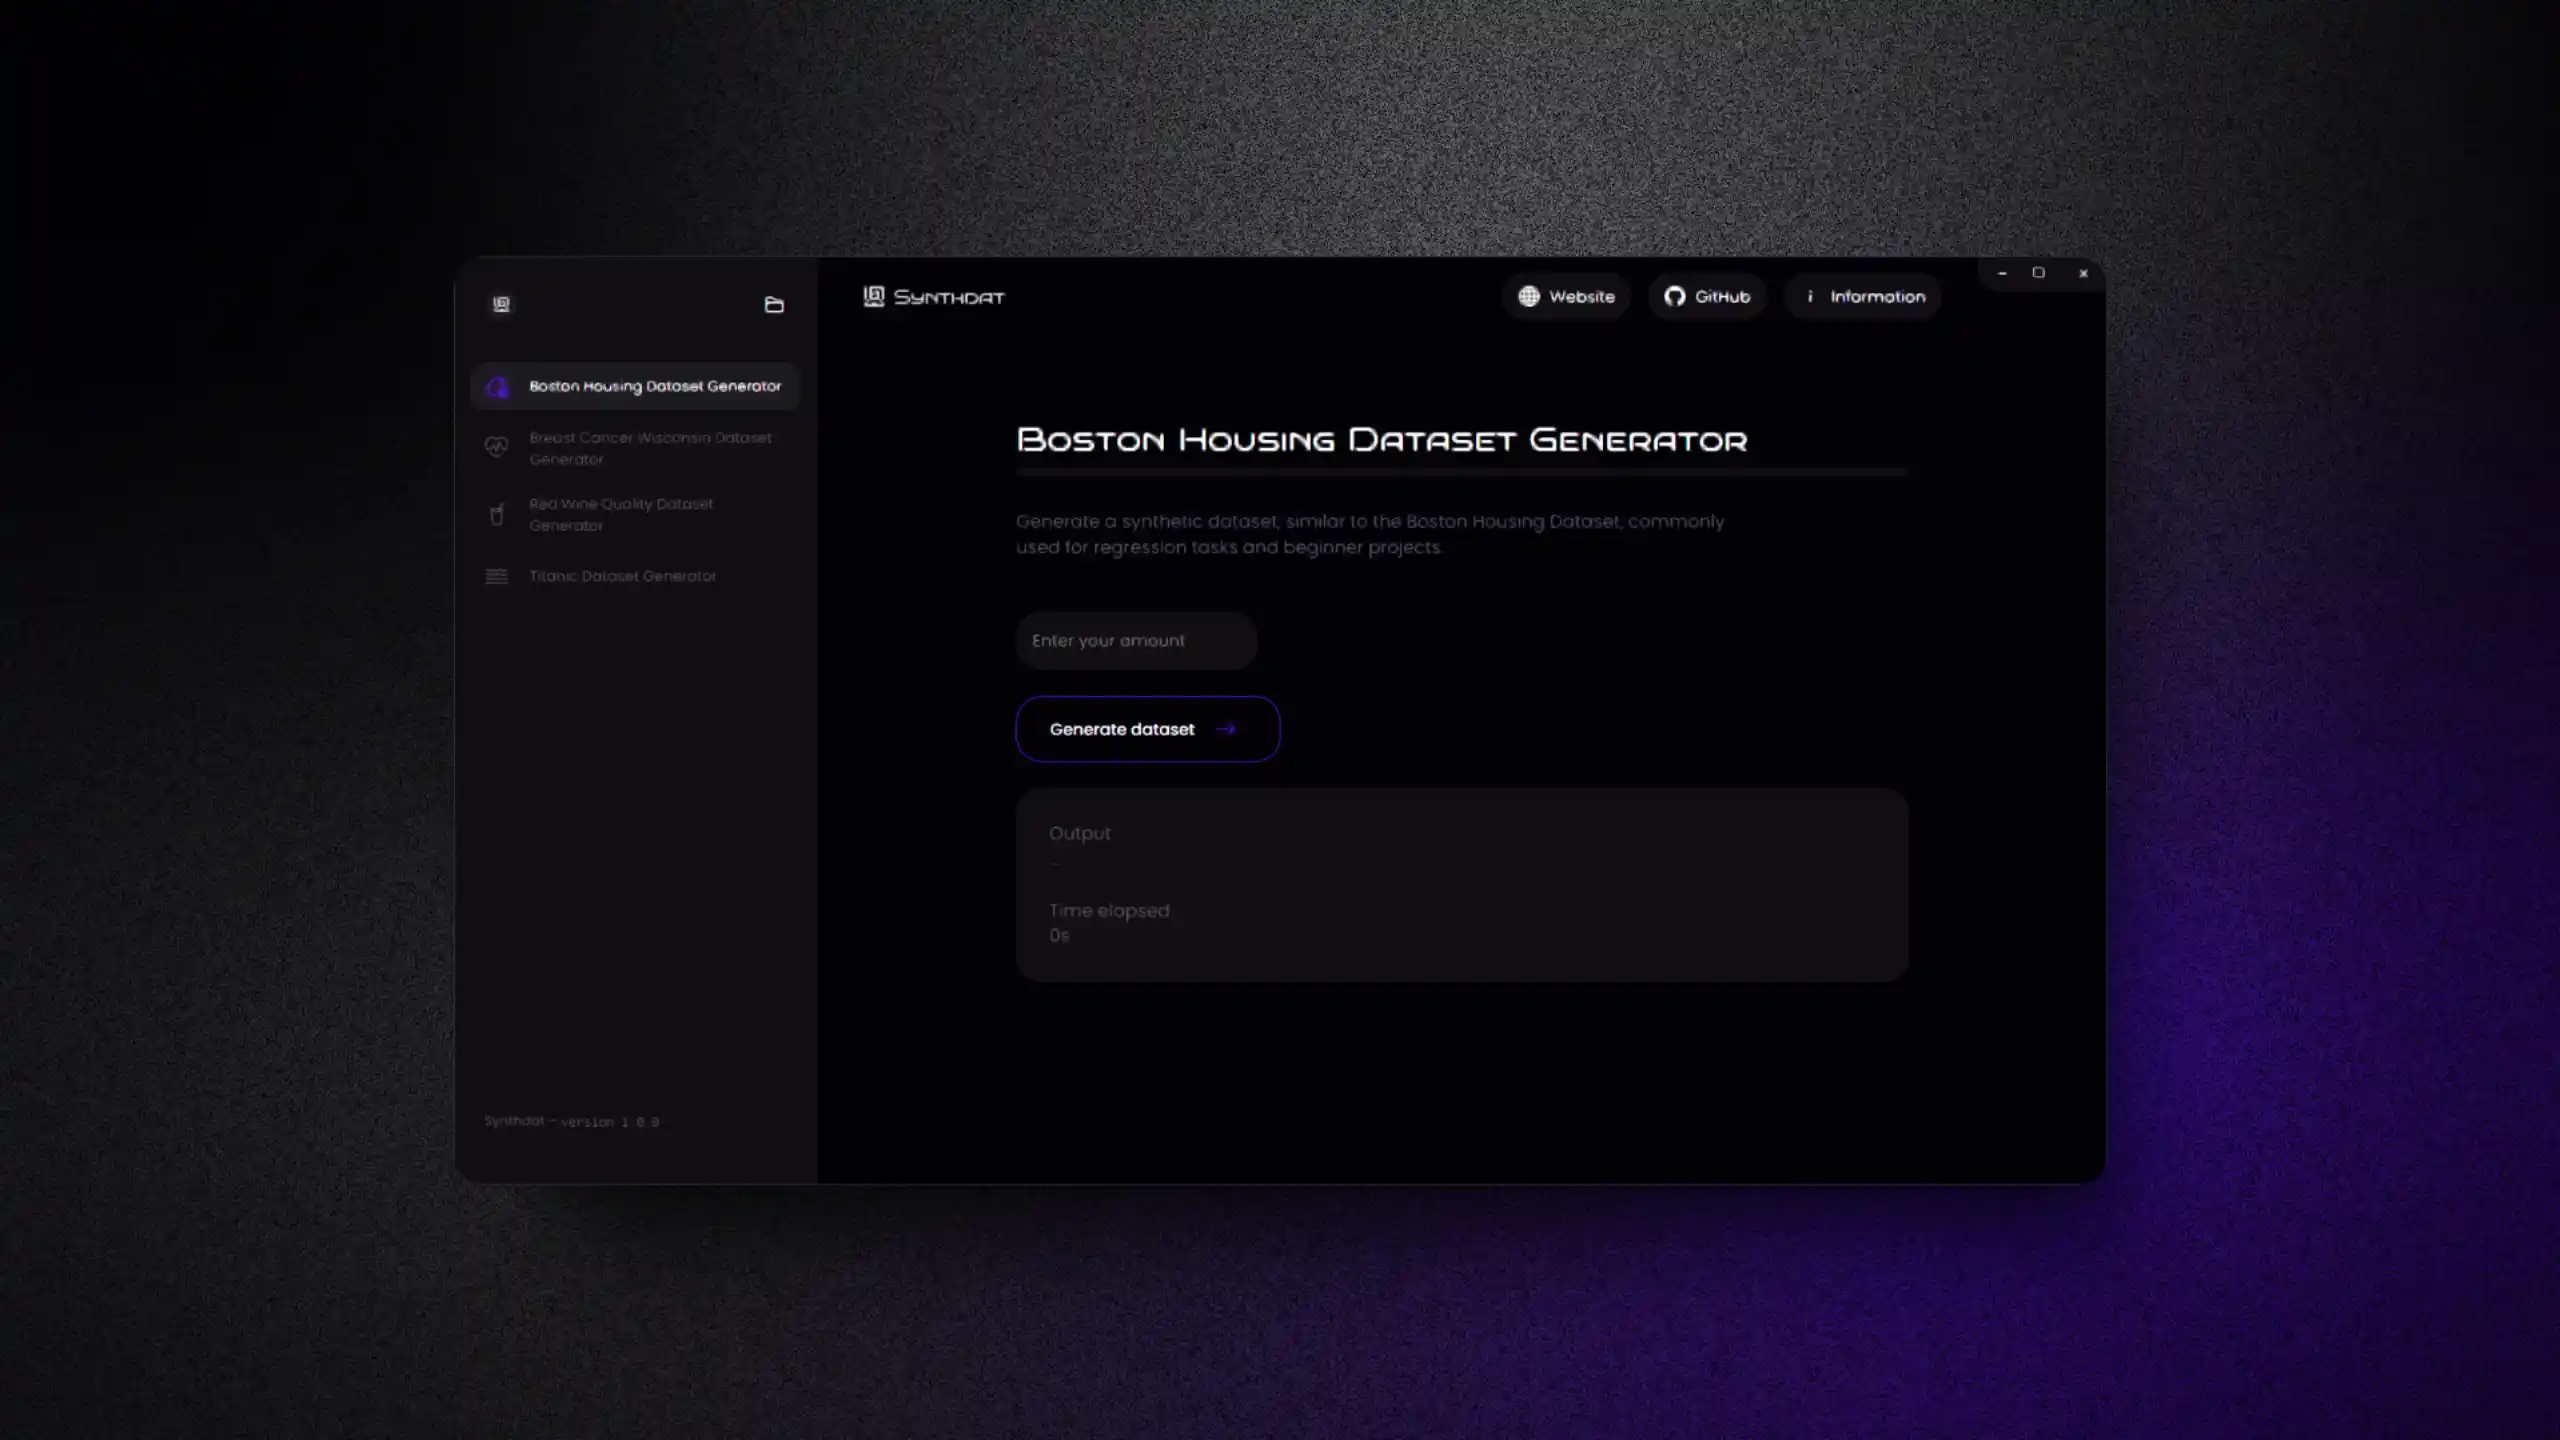 Boston Housing Dataset Generator
Breast Cancer Wisconsin Dataset
Generator
Red Wine Quality Dataset
Generator
Titanic Dataset Generator
Synthdat - version 1.0.0
Synthdat
Website
GitHub
Information
Boston Housing Dataset Generator
Generate a synthetic dataset, similar to the Boston Housing Dataset, commonly
used for regression tasks and beginner projects.
Enter your amount
Generate dataset
Output
-
Time elapsed
0s